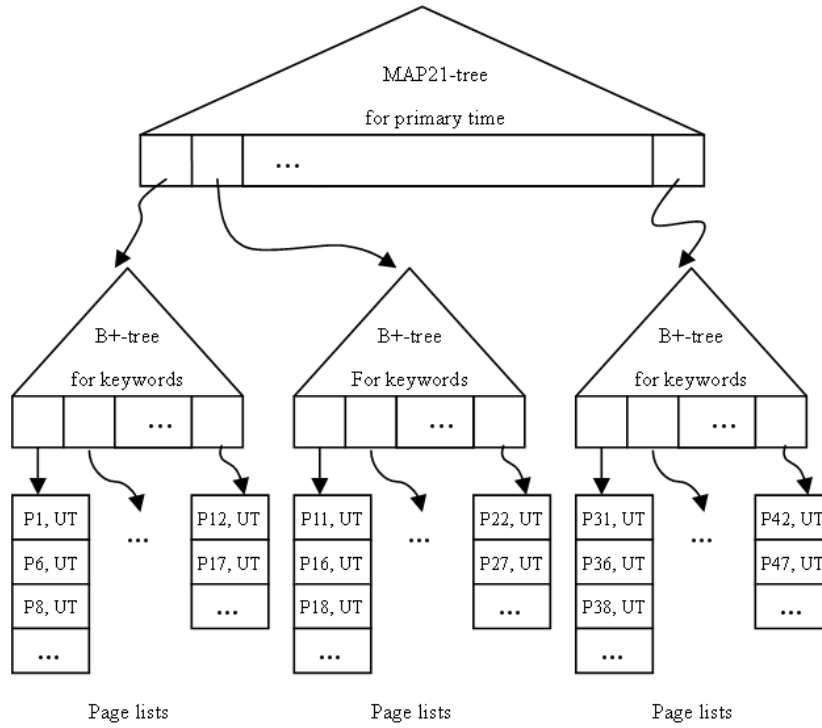 MAP21-tree
for primary time
...
B+-tree
for keywords
...
B+-tree
For keywords
...
B+-tree
for keywords
...
P1, UT
P6, UT
P8, UT
...
...
P12, UT
P17, UT
...
P11, UT
P16, UT
P18, UT
...
...
P22, UT
P27, UT
...
P31, UT
P36, UT
P38, UT
...
...
P42, UT
P47, UT
...
Page lists
Page lists
Page lists